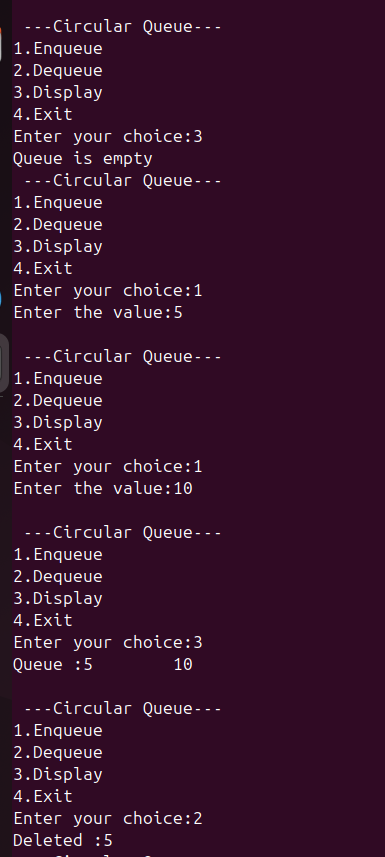 ---Circular Queue---
1.Enqueue
2.Dequeue
3.Display
4.Exit
Enter your choice:3
Queue is empty
---Circular Queue---
1.Enqueue
2.Dequeue
3.Display
4.Exit
Enter your choice:1
Enter the value:5
---Circular Queue---
1.Enqueue
2.Dequeue
3.Display
4.Exit
Enter your choice:1
Enter the value:10
---Circular Queue---
1.Enqueue
2.Dequeue
3.Display
4.Exit
Enter your choice:3
Queue :5 10
---Circular Queue---
1.Enqueue
2.Dequeue
3.Display
4.Exit
Enter your choice:2
Deleted :5